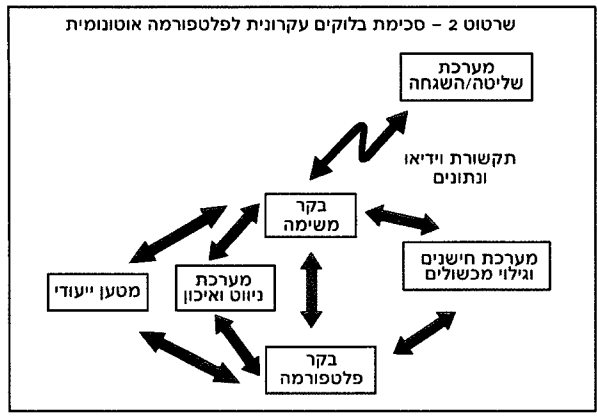 שרטוט 2 – סכימת בלוקים עקרונית לפלטפורמה אוטונומית
מערכת
שליטה/השגחה
תקשורת וידיאו
ונתונים
בקר
משימה
מערכת חישנים
וגילוי מכשולים
מערכת
ניווט ואיכון
מטען ייעודי
בקר
פלטפורמה